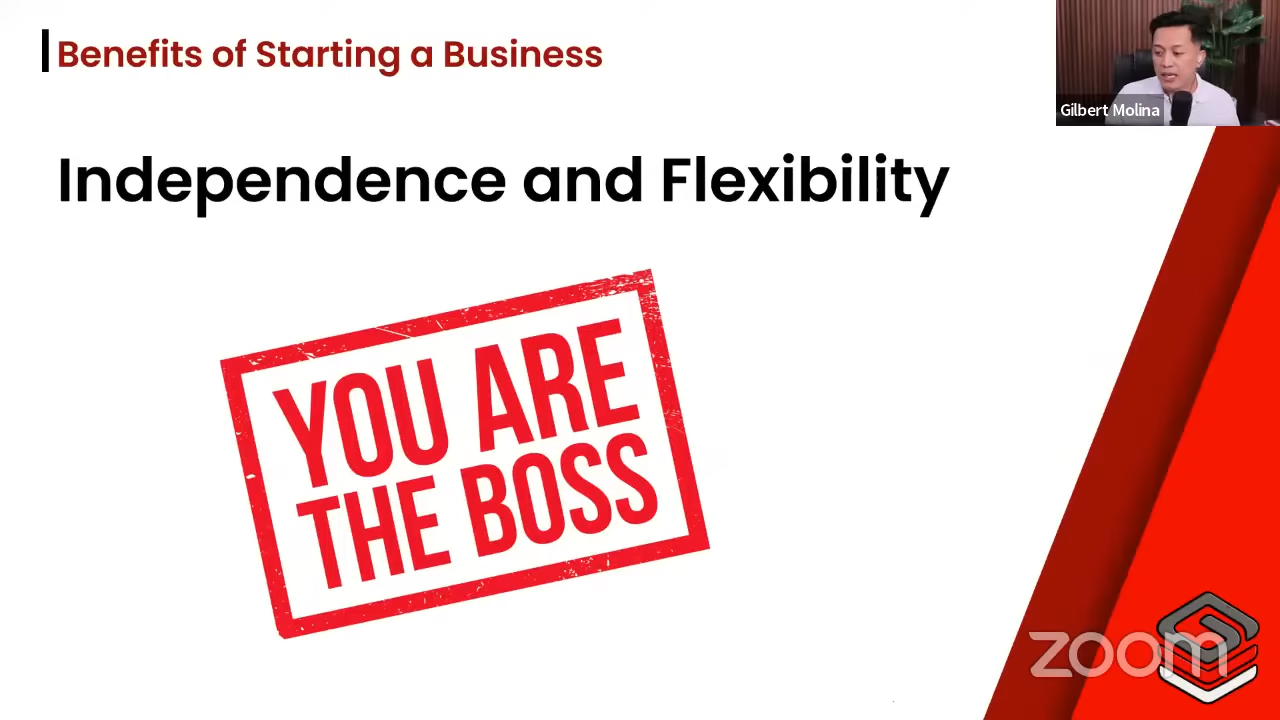 Benefits of Starting a Business
Gilbert Molina
Independence and Flexibility
YOU ARE
THE BOSS
zoom